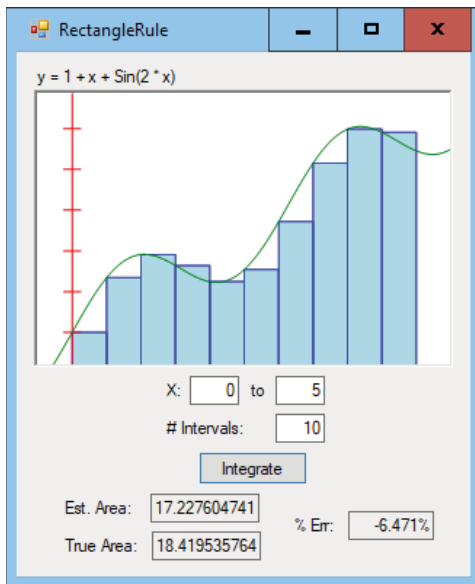 RectangleRule
y = 1 + x + Sin(2 * x)
X: 0 to 5
# Intervals: 10
Integrate
Est. Area: 17.227604741
% Err: -6.471%
True Area: 18.419535764